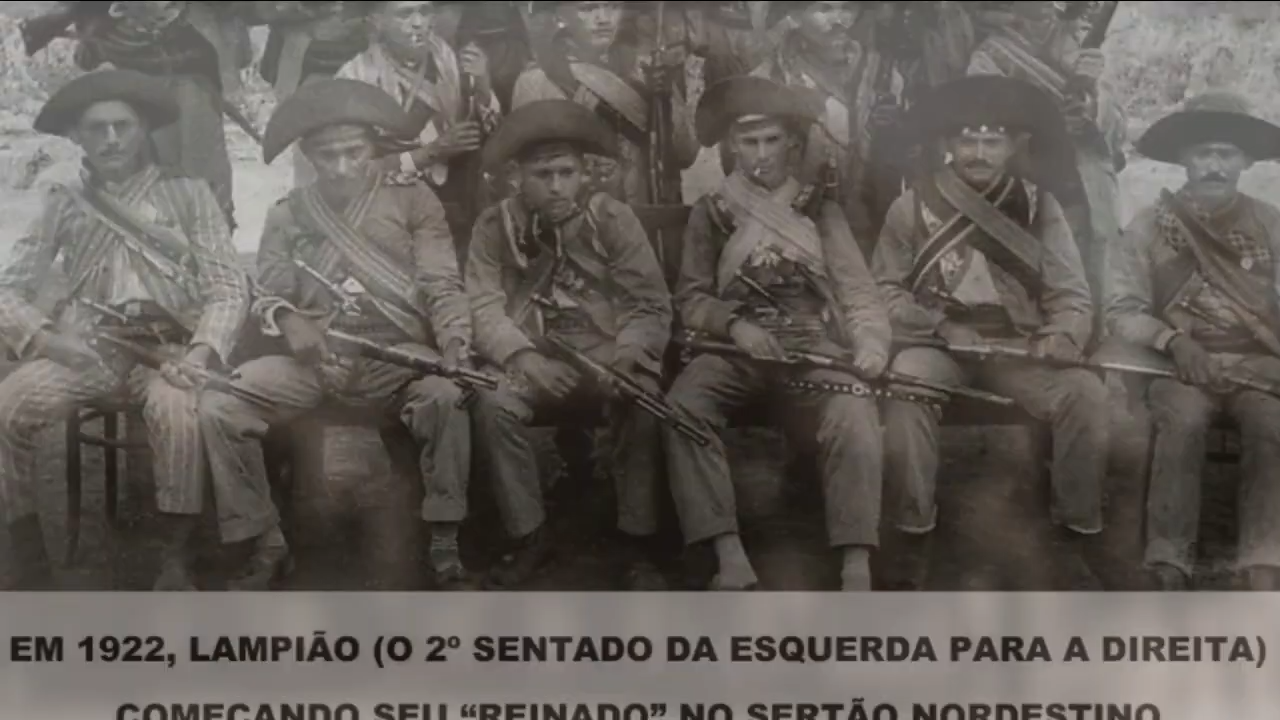 EM 1922, LAMPIÃO (O 2º SENTADO DA ESQUERDA PARA A DIREITA)
COMEÇANDO SEU “REINADO” NO SERTÃO NORDESTINO